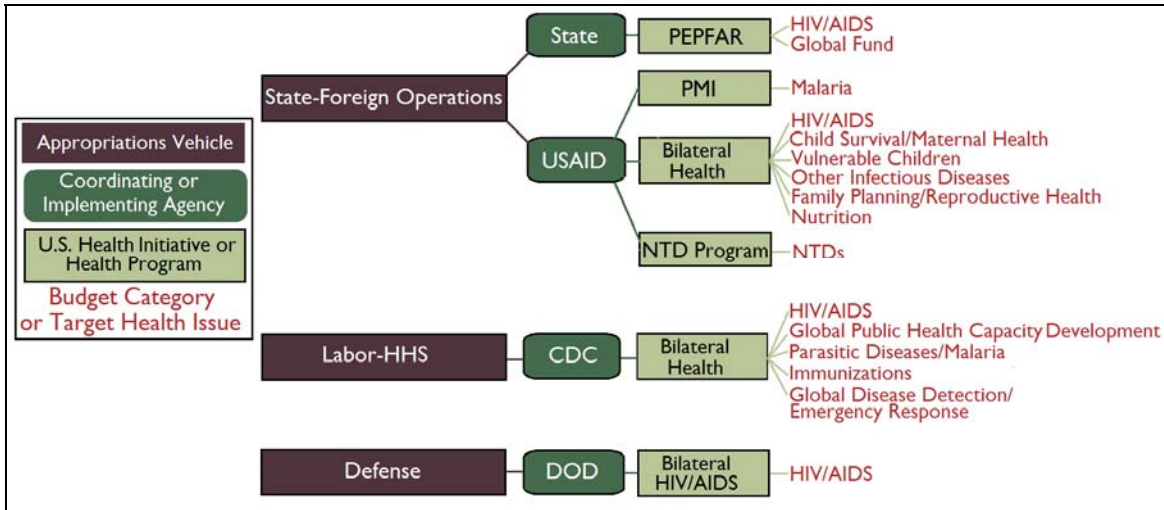 Appropriations Vehicle
Coordinating or
Implementing Agency
U.S. Health Initiative or
Health Program
Budget Category
or Target Health Issue
State-Foreign Operations
State
PEPFAR
HIV/AIDS
Global Fund
USAID
PMI
Malaria
Bilateral
Health
HIV/AIDS
Child Survival/Maternal Health
Vulnerable Children
Other Infectious Diseases
Family Planning/Reproductive Health
Nutrition
NTD Program
NTDs
Labor-HHS
CDC
Bilateral
Health
HIV/AIDS
Global Public Health Capacity Development
Parasitic Diseases/Malaria
Immunizations
Global Disease Detection/
Emergency Response
Defense
DOD
Bilateral
HIV/AIDS
HIV/AIDS